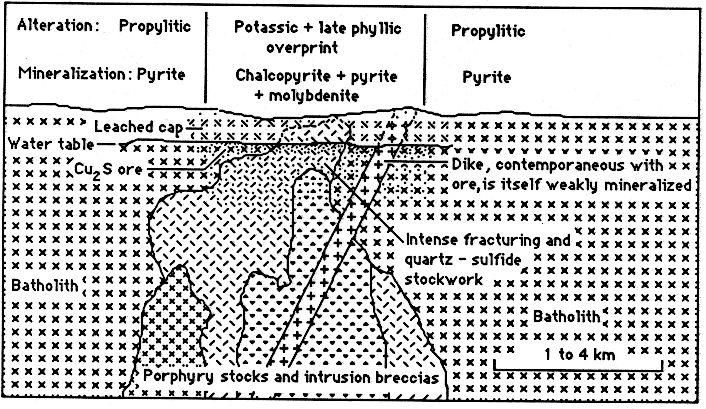 Alteration: Propylitic
Mineralization: Pyrite
Potassic + late phyllic
overprint
Chalcopyrite + pyrite
+ molybdenite
Propylitic
Pyrite
Leached cap
Water table
Cu2S ore
Dike, contemporaneous with
ore, is itself weakly mineralized
Intense fracturing and
quartz - sulfide
stockwork
Batholith
Batholith
1 to 4 km
Porphyry stocks and intrusion breccias